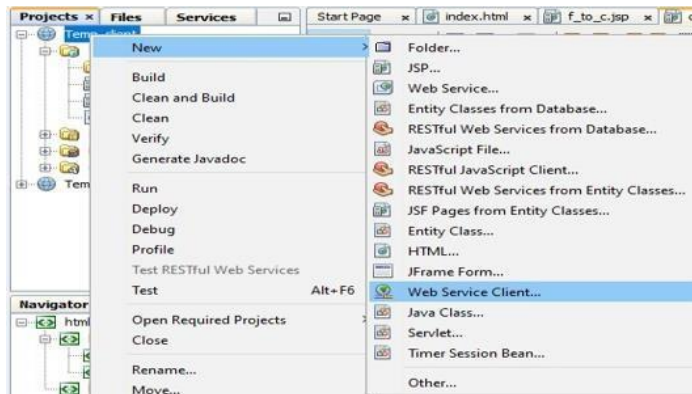 Projects × Files Services
Start Page × index.html × f_to_c.jsp ×
Temp_client
New
Build
Clean and Build
Clean
Verify
Generate Javadoc
Tem
Run
Deploy
Debug
Profile
Test RESTful Web Services
Test Alt+F6
Open Required Projects
Close
Rename...
Move...
Navigator
html
Folder...
JSP...
Web Service...
Entity Classes from Database...
RESTful Web Services from Database...
JavaScript File...
RESTful JavaScript Client...
RESTful Web Services from Entity Classes...
JSF Pages from Entity Classes...
Entity Class...
HTML...
JFrame Form...
Web Service Client...
Java Class...
Servlet...
Timer Session Bean...
Other...